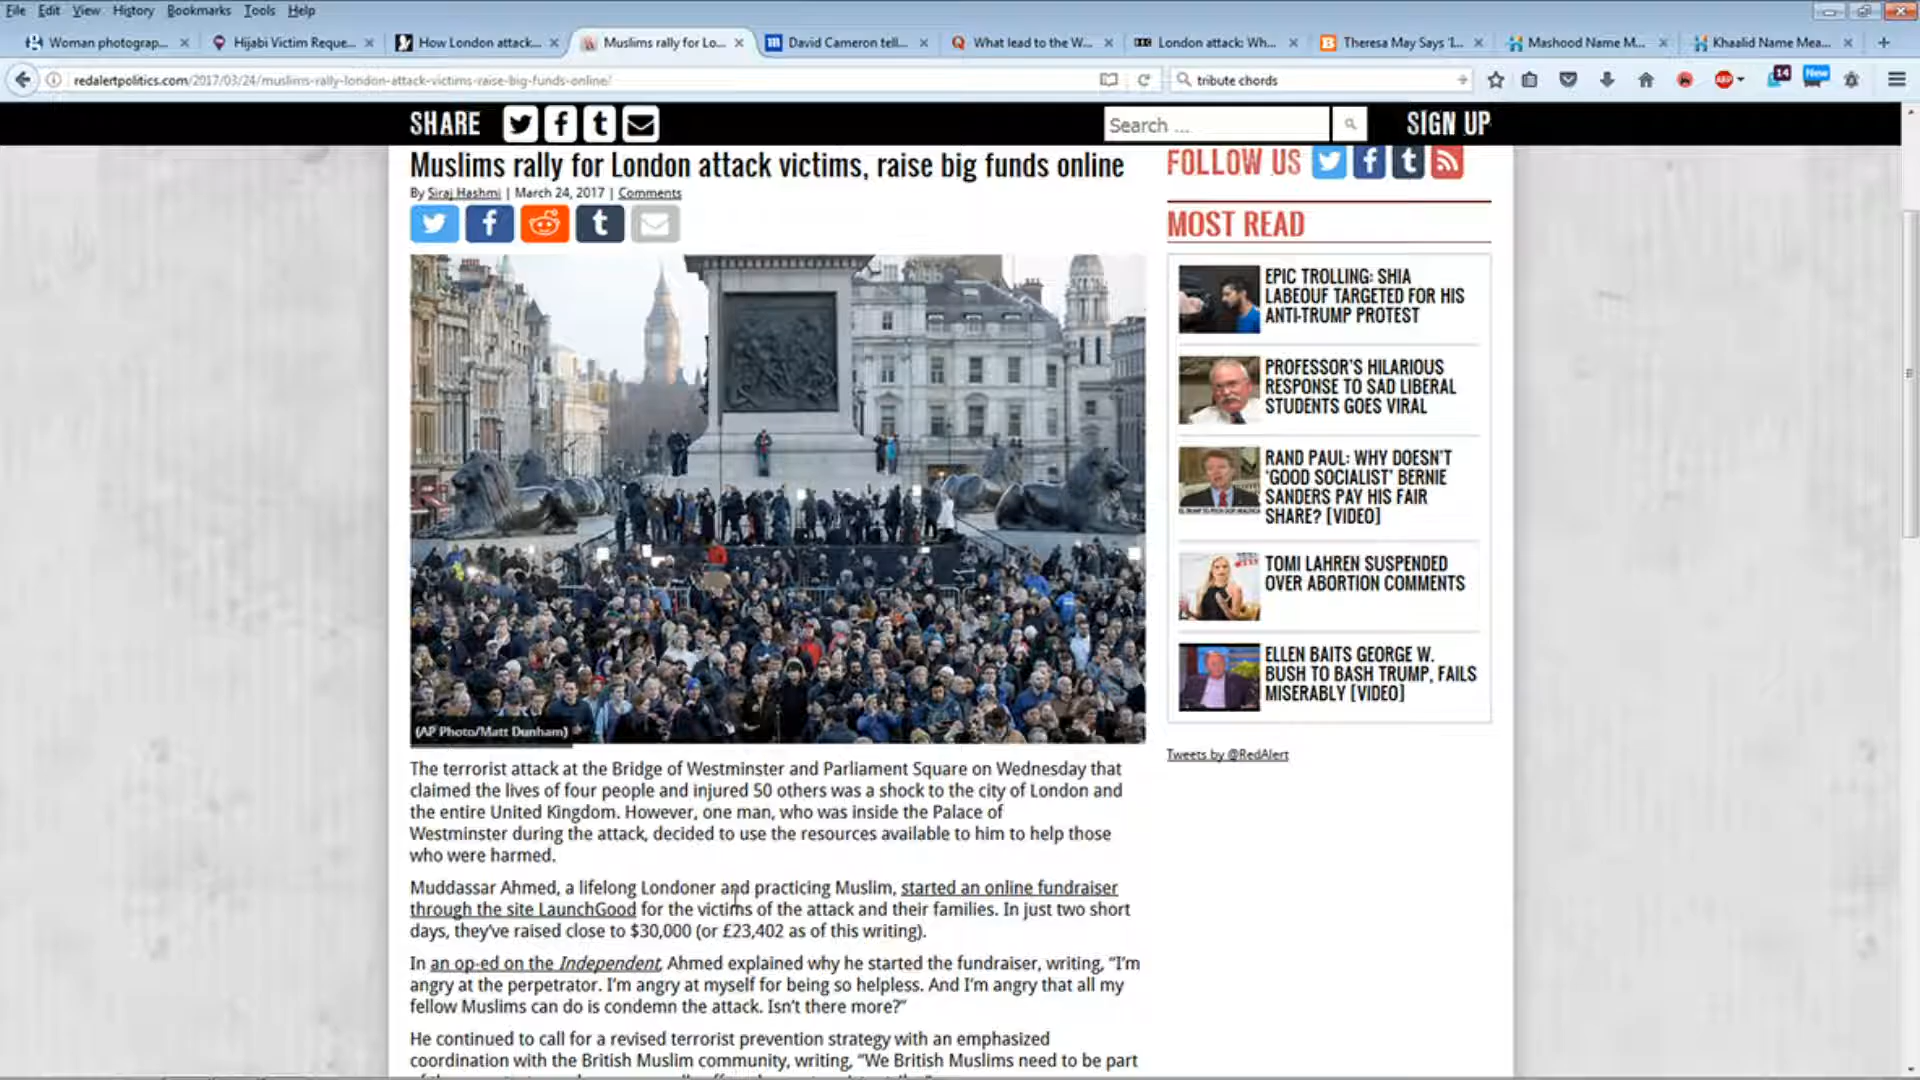 File Edit View History Bookmarks Tools Help
Woman photograp... × Hijabi Victim Reque... × How London attack... × Muslims rally for Lo... × David Cameron tell... × What lead to the W... × London attack: Wh... × Theresa May Says 'I... × Mashood Name M... × Khaalid Name Mea... × +
redalertpolitics.com/2017/03/24/muslims-rally-london-attack-victims-raise-big-funds-online/
tribute chords
14 New
SHARE
Search ...
SIGN UP
Muslims rally for London attack victims, raise big funds online
By Siraj Hashmi | March 24, 2017 | Comments
(AP Photo/Matt Dunham)
The terrorist attack at the Bridge of Westminster and Parliament Square on Wednesday that
claimed the lives of four people and injured 50 others was a shock to the city of London and
the entire United Kingdom. However, one man, who was inside the Palace of
Westminster during the attack, decided to use the resources available to him to help those
who were harmed.
Muddassar Ahmed, a lifelong Londoner and practicing Muslim, started an online fundraiser
through the site LaunchGood for the victims of the attack and their families. In just two short
days, they've raised close to $30,000 (or £23,402 as of this writing).
In an op-ed on the Independent, Ahmed explained why he started the fundraiser, writing, “I'm
angry at the perpetrator. I'm angry at myself for being so helpless. And I'm angry that all my
fellow Muslims can do is condemn the attack. Isn't there more?”
He continued to call for a revised terrorist prevention strategy with an emphasized
coordination with the British Muslim community, writing, “We British Muslims need to be part
FOLLOW US
MOST READ
EPIC TROLLING: SHIA
LABEOUF TARGETED FOR HIS
ANTI-TRUMP PROTEST
PROFESSOR'S HILARIOUS
RESPONSE TO SAD LIBERAL
STUDENTS GOES VIRAL
RAND PAUL: WHY DOESN'T
'GOOD SOCIALIST' BERNIE
SANDERS PAY HIS FAIR
SHARE? [VIDEO]
TOMI LAHREN SUSPENDED
OVER ABORTION COMMENTS
ELLEN BAITS GEORGE W.
BUSH TO BASH TRUMP, FAILS
MISERABLY [VIDEO]
Tweets by @RedAlert